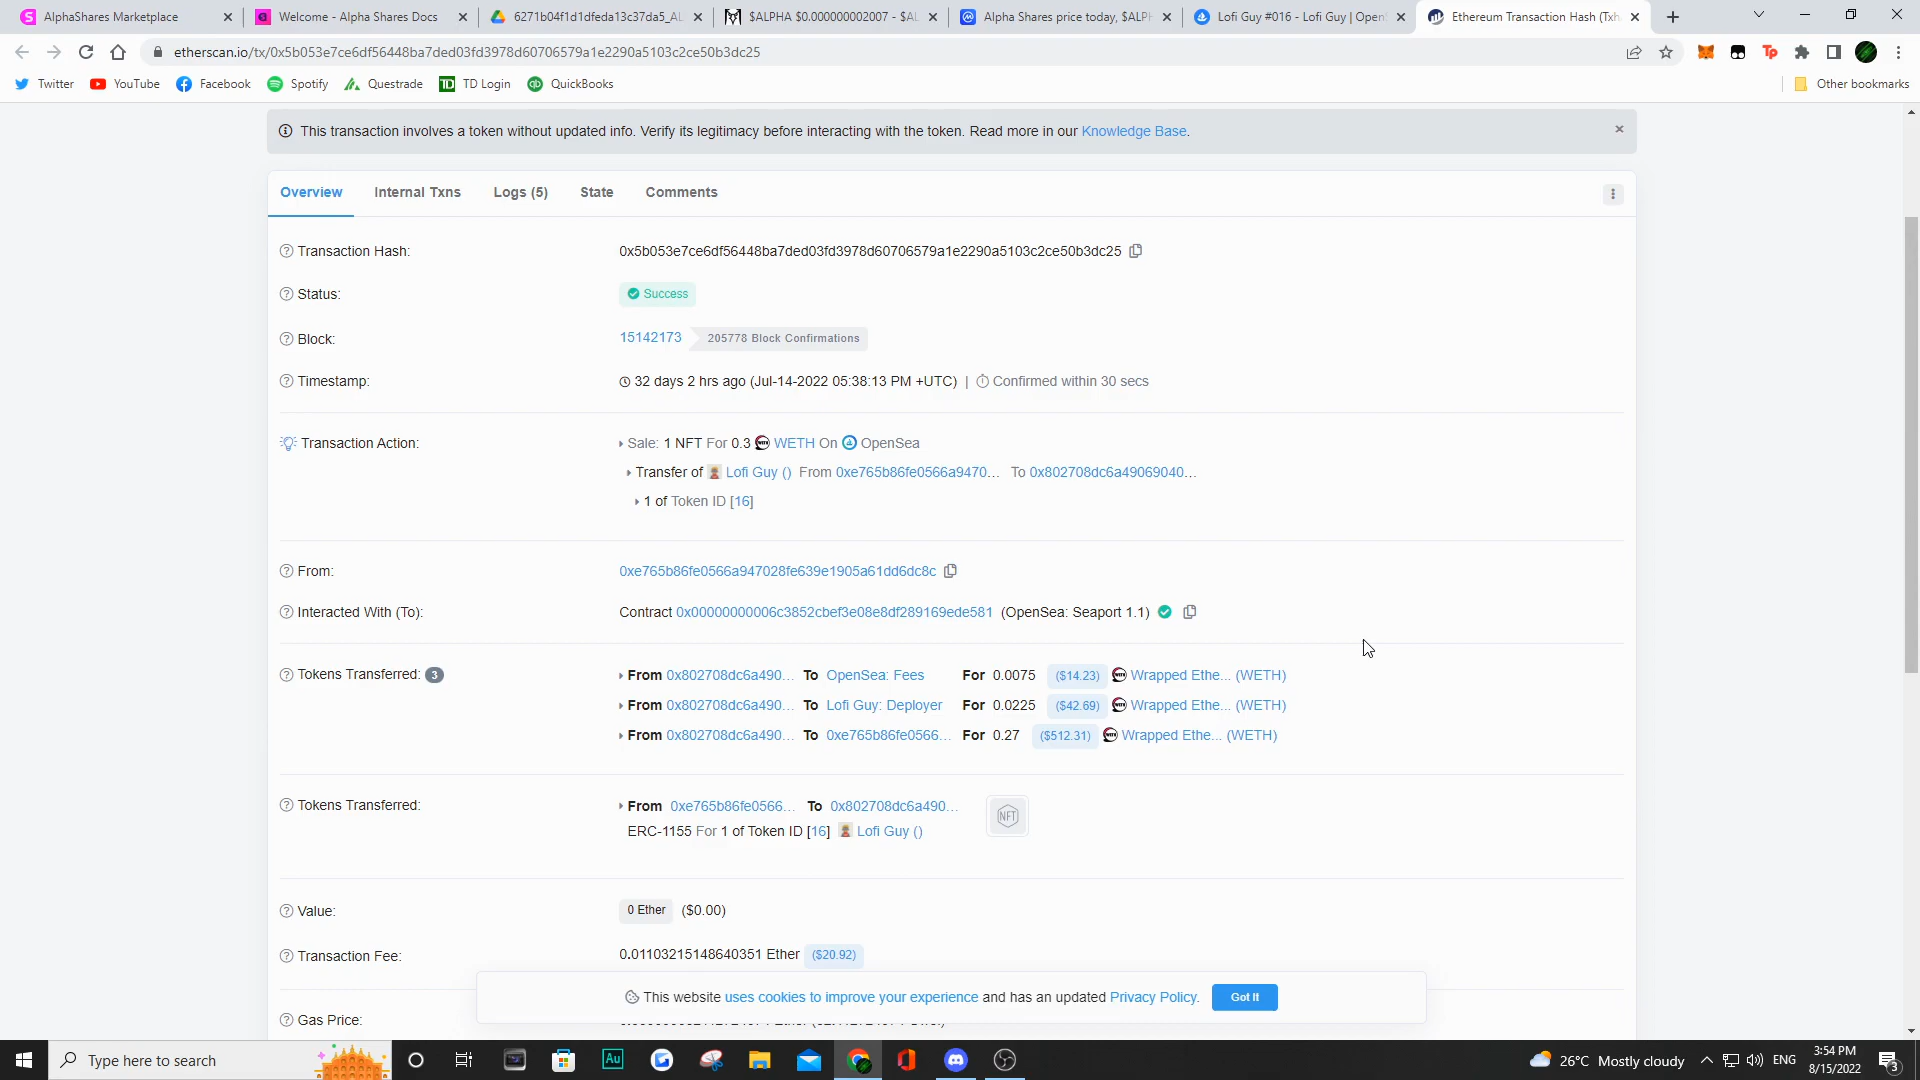 AlphaShares Marketplace
Welcome - Alpha Shares Docs
6271b04f1d1dfeda13c37da5_AL
$ALPHA $0.000000002007 - $AL
Alpha Shares price today, $ALPH
Lofi Guy #016 - Lofi Guy | Open
Ethereum Transaction Hash (Txh
etherscan.io/tx/0x5b053e7ce6df56448ba7ded03fd3978d60706579a1e2290a5103c2ce50b3dc25
Twitter
YouTube
Facebook
Spotify
Questrade
TD Login
QuickBooks
Other bookmarks
This transaction involves a token without updated info. Verify its legitimacy before interacting with the token. Read more in our Knowledge Base.
Overview
Internal Txns
Logs (5)
State
Comments
Transaction Hash:
0x5b053e7ce6df56448ba7ded03fd3978d60706579a1e2290a5103c2ce50b3dc25
Status:
Success
Block:
15142173
205778 Block Confirmations
Timestamp:
32 days 2 hrs ago (Jul-14-2022 05:38:13 PM +UTC) | Confirmed within 30 secs
Transaction Action:
Sale: 1 NFT For 0.3 WETH On OpenSea
Transfer of Lofi Guy () From 0xe765b86fe0566a9470... To 0x802708dc6a49069040...
1 of Token ID [16]
From:
0xe765b86fe0566a947028fe639e1905a61dd6dc8c
Interacted With (To):
Contract 0x00000000006c3852cbef3e08e8df289169ede581 (OpenSea: Seaport 1.1)
Tokens Transferred: 3
From 0x802708dc6a490... To OpenSea: Fees For 0.0075 ($14.23) Wrapped Ethe... (WETH)
From 0x802708dc6a490... To Lofi Guy: Deployer For 0.0225 ($42.69) Wrapped Ethe... (WETH)
From 0x802708dc6a490... To 0xe765b86fe0566... For 0.27 ($512.31) Wrapped Ethe... (WETH)
Tokens Transferred:
From 0xe765b86fe0566... To 0x802708dc6a490...
ERC-1155 For 1 of Token ID [16] Lofi Guy ()
NFT
Value:
0 Ether ($0.00)
Transaction Fee:
0.01103215148640351 Ether ($20.92)
This website uses cookies to improve your experience and has an updated Privacy Policy.
Got It
Gas Price:
Type here to search
26°C Mostly cloudy
ENG
3:54 PM
8/15/2022
3